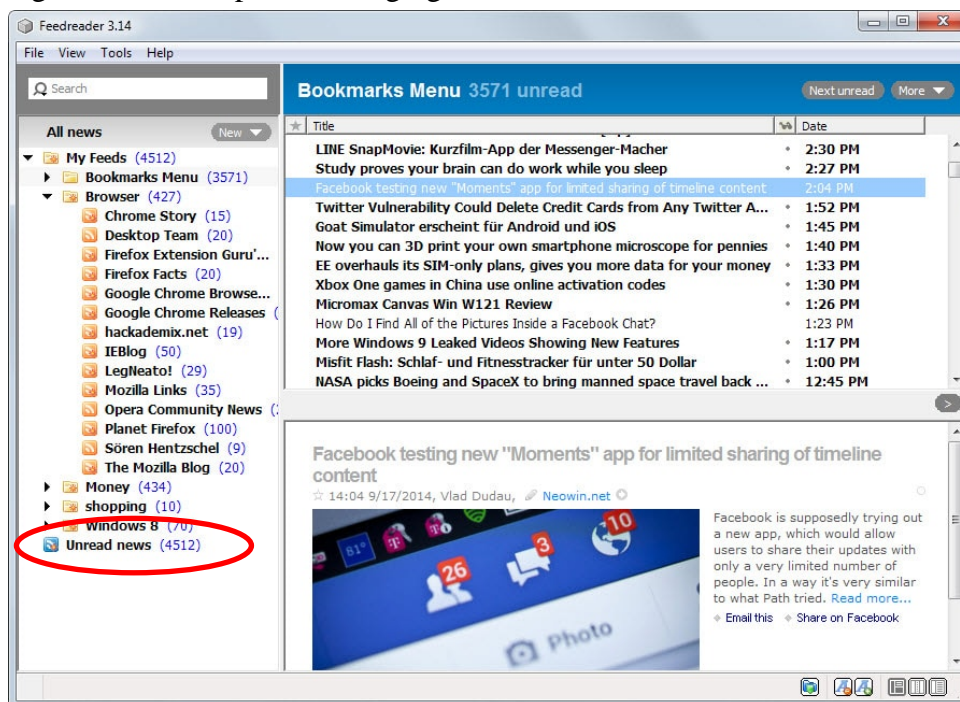 Feedreader 3.14
File View Tools Help
Search
Bookmarks Menu 3571 unread
Next unread
More
All news
New
Title
Date
My Feeds (4512)
Bookmarks Menu (3571)
Browser (427)
Chrome Story (15)
Desktop Team (20)
Firefox Extension Guru'...
Firefox Facts (20)
Google Chrome Browse...
Google Chrome Releases (
hackademix.net (19)
IEBlog (50)
LegNeato! (29)
Mozilla Links (35)
Opera Community News (
Planet Firefox (100)
Sören Hentzschel (9)
The Mozilla Blog (20)
Money (434)
shopping (10)
Windows 8 (70)
Unread news (4512)
LINE SnapMovie: Kurzfilm-App der Messenger-Macher 2:30 PM
Study proves your brain can do work while you sleep 2:27 PM
Facebook testing new "Moments" app for limited sharing of timeline content 2:04 PM
Twitter Vulnerability Could Delete Credit Cards from Any Twitter A... 1:52 PM
Goat Simulator erscheint für Android und iOS 1:45 PM
Now you can 3D print your own smartphone microscope for pennies 1:40 PM
EE overhauls its SIM-only plans, gives you more data for your money 1:33 PM
Xbox One games in China use online activation codes 1:30 PM
Micromax Canvas Win W121 Review 1:26 PM
How Do I Find All of the Pictures Inside a Facebook Chat? 1:23 PM
More Windows 9 Leaked Videos Showing New Features 1:17 PM
Misfit Flash: Schlaf- und Fitnesstracker für unter 50 Dollar 1:00 PM
NASA picks Boeing and SpaceX to bring manned space travel back ... 12:45 PM
Facebook testing new "Moments" app for limited sharing of timeline
content
14:04 9/17/2014, Vlad Dudau, Neowin.net
81°
26
3
10
Photo
Facebook is supposedly trying out
a new app, which would allow
users to share their updates with
only a very limited number of
people. In a way it's very similar
to what Path tried. Read more...
Email this Share on Facebook